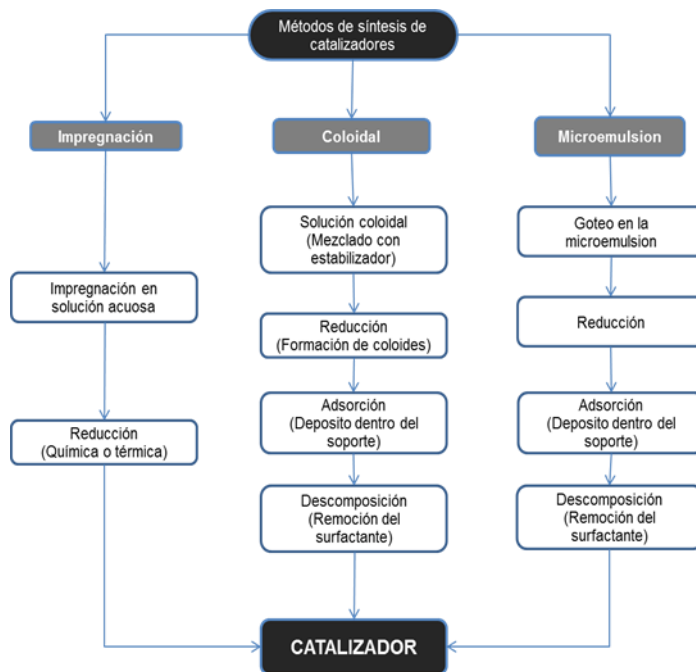 Métodos de síntesis de
catalizadores
Impregnación
Coloidal
Microemulsion
Impregnación en
solución acuosa
Reducción
(Química o térmica)
Solución coloidal
(Mezclado con
estabilizador)
Reducción
(Formación de coloides)
Adsorción
(Deposito dentro del
soporte)
Descomposición
(Remoción del
surfactante)
Goteo en la
microemulsion
Reducción
Adsorción
(Deposito dentro del
soporte)
Descomposición
(Remoción del
surfactante)
CATALIZADOR